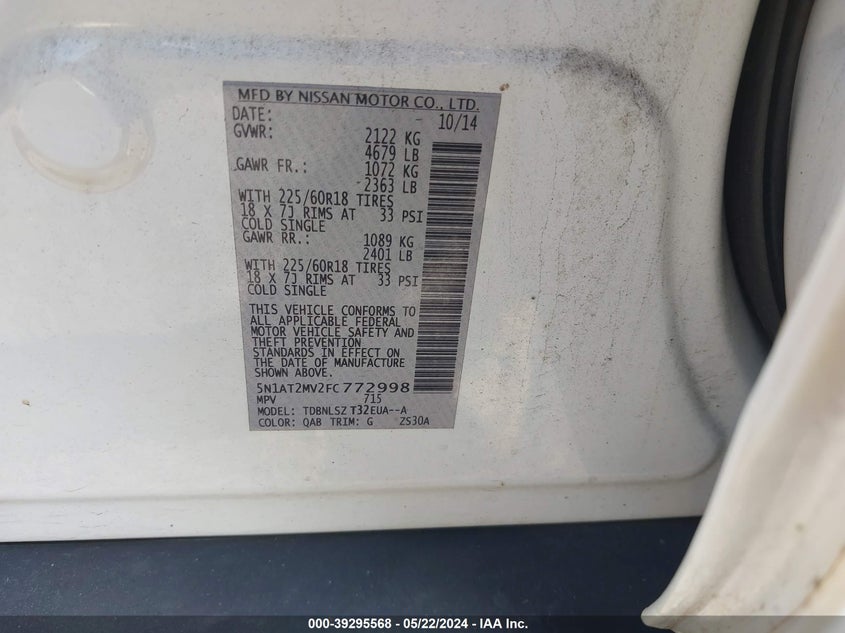 MFD BY NISSAN MOTOR CO., LTD.
DATE: - 10/14
GVWR: 2122 KG
4679 LB
GAWR FR.: 1072 KG
2363 LB
WITH 225/60R18 TIRES
18 X 7J RIMS AT 33 PSI
COLD SINGLE
GAWR RR.: 1089 KG
2401 LB
WITH 225/60R18 TIRES
18 X 7J RIMS AT 33 PSI
COLD SINGLE
THIS VEHICLE CONFORMS TO
ALL APPLICABLE FEDERAL
MOTOR VEHICLE SAFETY AND
THEFT PREVENTION
STANDARDS IN EFFECT ON
THE DATE OF MANUFACTURE
SHOWN ABOVE.
5N1AT2MV2FC772998
MPV 715
MODEL: TDBNLSZ T32EUA--A
COLOR: QAB TRIM: G ZS30A
000-39295568 - 05/22/2024 - IAA Inc.